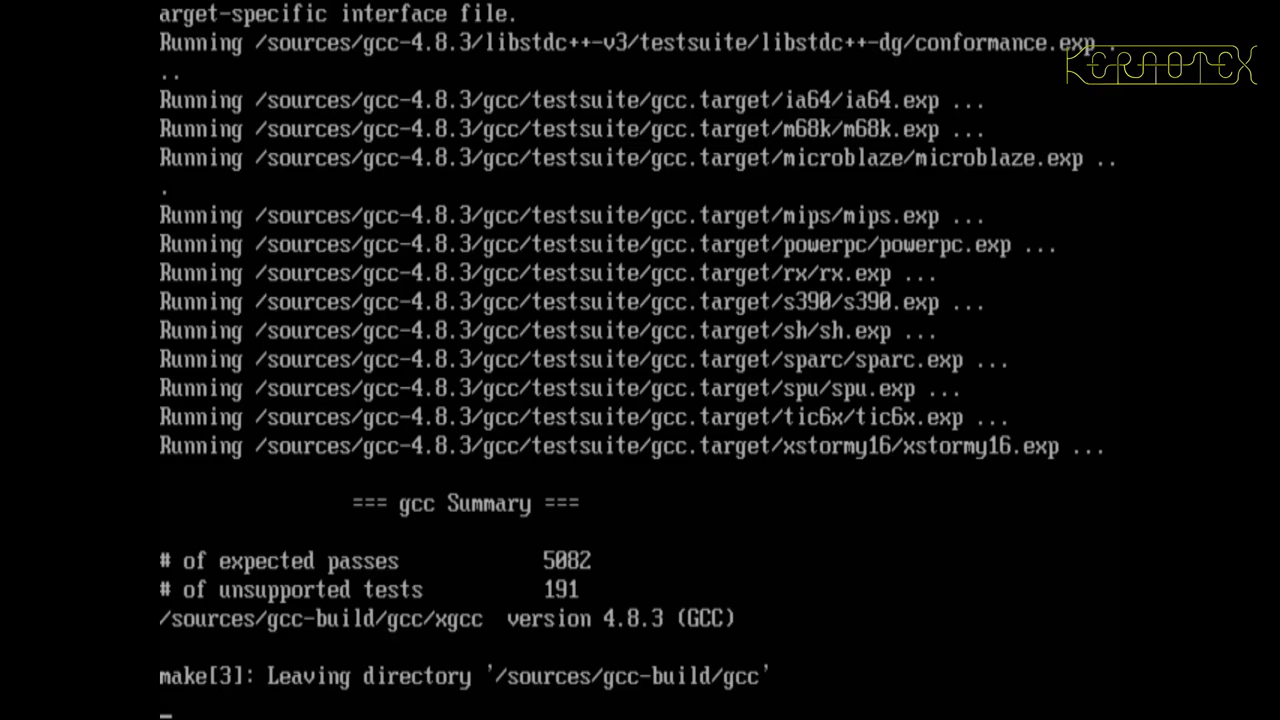 arget-specific interface file.
Running /sources/gcc-4.8.3/libstdc++-v3/testsuite/libstdc++-dg/conformance.exp .
..
Running /sources/gcc-4.8.3/gcc/testsuite/gcc.target/ia64/ia64.exp ...
Running /sources/gcc-4.8.3/gcc/testsuite/gcc.target/m68k/m68k.exp ...
Running /sources/gcc-4.8.3/gcc/testsuite/gcc.target/microblaze/microblaze.exp ..
.
Running /sources/gcc-4.8.3/gcc/testsuite/gcc.target/mips/mips.exp ...
Running /sources/gcc-4.8.3/gcc/testsuite/gcc.target/powerpc/powerpc.exp ...
Running /sources/gcc-4.8.3/gcc/testsuite/gcc.target/rx/rx.exp ...
Running /sources/gcc-4.8.3/gcc/testsuite/gcc.target/s390/s390.exp ...
Running /sources/gcc-4.8.3/gcc/testsuite/gcc.target/sh/sh.exp ...
Running /sources/gcc-4.8.3/gcc/testsuite/gcc.target/sparc/sparc.exp ...
Running /sources/gcc-4.8.3/gcc/testsuite/gcc.target/spu/spu.exp ...
Running /sources/gcc-4.8.3/gcc/testsuite/gcc.target/tic6x/tic6x.exp ...
Running /sources/gcc-4.8.3/gcc/testsuite/gcc.target/xstormy16/xstormy16.exp ...
=== gcc Summary ===
# of expected passes 5082
# of unsupported tests 191
/sources/gcc-build/gcc/xgcc version 4.8.3 (GCC)
make[3]: Leaving directory '/sources/gcc-build/gcc'